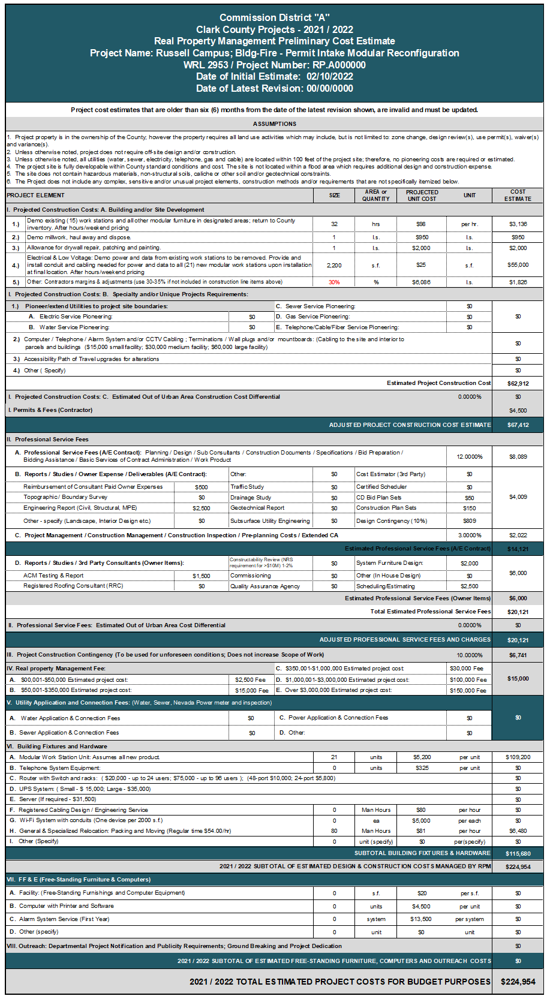 Commission District "A"
Clark County Projects - 2021 / 2022
Real Property Management Preliminary Cost Estimate
Project Name: Russell Campus; Bldg-Fire - Permit Intake Modular Reconfiguration
WRL 2953 / Project Number: RP.A000000
Date of Initial Estimate: 02/10/2022
Date of Latest Revision: 00/00/0000
Project cost estimates that are older than six (6) months from the date of the latest revision shown, are invalid and must be updated.
ASSUMPTIONS
1. Project property is in the ownership of the County; however the property requires all land use activities which may include, but is not limited to: zone change, design review(s), use permit(s), waiver(s)
and variance(s).
2. Unless otherwise noted, project does not require off-site design and/or construction.
3. Unless otherwise noted, all utilities (water, sewer, electricity, telephone, gas and cable) are located within 100 feet of the project site; therefore, no pioneering costs are required or estimated.
4. The project site is fully developable within County standard conditions and cost. The site is not located within a flood area which requires additional design and construction expense.
5. The site does not contain hazardous materials, non-structural soils, caliche or other soil and/or geotechnical constraints.
6. The Project does not include any complex, sensitive and/or unusual project elements, construction methods and/or requirements that are not specifically itemized below.
PROJECT ELEMENT SIZE AREA or QUANTITY PROJECTED UNIT COST UNIT COST ESTIMATE
I. Projected Construction Costs: A. Building and/or Site Development
1.) Demo existing (15) work stations and all other modular furniture in designated areas; return to County
inventory. After hours/weekend pricing 32 hrs $98 per hr. $3,136
2.) Demo millwork, haul away and dispose. 1 l.s. $950 l.s. $950
3.) Allowance for drywall repair, patching and painting. 1 l.s. $2,000 l.s. $2,000
4.) Electrical & Low Voltage: Demo power and data from existing work stations to be removed. Provide and
install conduit and cabling needed for power and data to all (21) new modular work stations upon installation
at final location. After hours/weekend pricing 2,200 s.f. $25 s.f. $55,000
5.) Other: Contractors margins & adjustments (use 30-35% if not included in construction line items above) 30% % $6,086 l.s. $1,826
I. Projected Construction Costs: B. Specialty and/or Unique Projects Requirements:
1.) Pioneer/extend Utilities to project site boundaries: C. Sewer Service Pioneering: $0
A. Electric Service Pioneering: $0 D. Gas Service Pioneering: $0 $0
B. Water Service Pioneering: $0 E. Telephone/Cable/Fiber Service Pioneering: $0
2.) Computer / Telephone / Alarm System and/or CCTV Cabling ; Terminations / Wall plugs and/or mountboards: (Cabling to the site and interior to
parcels and buildings ($15,000 small facility; $30,000 medium facility; $60,000 large facility) $0
3.) Accessibility Path of Travel upgrades for alterations $0
4.) Other ( Specify) $0
Estimated Project Construction Cost $62,912
I. Projected Construction Costs: C. Estimated Out of Urban Area Construction Cost Differential 0.0000% $0
I. Permits & Fees (Contractor) $4,500
ADJUSTED PROJECT CONSTRUCTION COST ESTIMATE $67,412
II. Professional Service Fees
A. Professional Service Fees (A/E Contract): Planning / Design / Sub Consultants / Construction Documents / Specifications / Bid Preparation /
Bidding Assistance / Basic Services of Contract Administration / Work Product 12.0000% $8,089
B. Reports / Studies / Owner Expense / Deliverables (A/E Contract): Other: $0 Cost Estimator (3rd Party) $0
Reimbursement of Consultant Paid Owner Expenses $500 Traffic Study $0 Certified Scheduler $0
Topographic / Boundary Survey $0 Drainage Study $0 CD Bid Plan Sets $50 $4,009
Engineering Report (Civil, Structural, MPE) $2,500 Geotechnical Report $0 Construction Plan Sets $150
Other - specify (Landscape, Interior Design etc.) $0 Subsurface Utility Engineering $0 Design Contingency (10%) $809
C. Project Management / Construction Management / Construction Inspection / Pre-planning Costs / Extended CA 3.0000% $2,022
Estimated Professional Service Fees (A/E Contract) $14,121
D. Reports / Studies / 3rd Party Consultants (Owner Items): Constructability Review (NRS requirement for >$10M) 1-2% $0 System Furniture Design: $2,000
ACM Testing & Report $1,500 Commissioning $0 Other (In House Design) $0 $6,000
Registered Roofing Consultant (RRC) $0 Quality Assurance Agency $0 Scheduling/Estimating $2,500
Estimated Professional Service Fees (Owner Items) $6,000
Total Estimated Professional Service Fees $20,121
II. Professional Service Fees: Estimated Out of Urban Area Cost Differential 0.0000% $0
ADJUSTED PROFESSIONAL SERVICE FEES AND CHARGES $20,121
III. Project Construction Contingency (To be used for unforeseen conditions; Does not increase Scope of Work) 10.0000% $6,741
IV. Real property Management Fee: C. $350,001-$1,000,000 Estimated project cost: $30,000 Fee
A. $00,001-$50,000 Estimated project cost: $2,500 Fee D. $1,000,001-$3,000,000 Estimated project cost: $100,000 Fee $15,000
B. $50,001-$350,000 Estimated project cost: $15,000 Fee E. Over $3,000,000 Estimated project cost: $150,000 Fee
V. Utility Application and Connection Fees: (Water, Sewer, Nevada Power meter and inspection)
A. Water Application & Connection Fees $0 C. Power Application & Connection Fees $0 $0
B. Sewer Application & Connection Fees $0 D. Other: $0
VI. Building Fixtures and Hardware
A. Modular Work Station Unit: Assumes all new product. 21 units $5,200 per unit $109,200
B. Telephone System Equipment: 0 units $325 per unit $0
C. Router with Switch and racks: ( $20,000 - up to 24 users; $75,000 - up to 96 users ); (48-port $10,000; 24-port $5,800) $0
D. UPS System: ( Small - $ 15,000; Large - $35,000) $0
E. Server (If required - $31,500) $0
F. Registered Cabling Design / Engineering Service 0 Man Hours $80 per hour $0
G. Wi-Fi System with conduits (One device per 2000 s.f.) 0 ea $5,000 per each $0
H. General & Specialized Relocation: Packing and Moving (Regular time $54.00/hr) 80 Man Hours $81 per hour $6,480
I. Other (Specify) 0 unit (specify) $0 per(specify) $0
SUBTOTAL BUILDING FIXTURES & HARDWARE $115,680
2021 / 2022 SUBTOTAL OF ESTIMATED DESIGN & CONSTRUCTION COSTS MANAGED BY RPM $224,954
VII. FF & E (Free-Standing Furniture & Computers)
A. Facility: (Free-Standing Furnishings and Computer Equipment) 0 s.f. $20 per s.f. $0
B. Computer with Printer and Software 0 units $4,500 per unit $0
C. Alarm System Service (First Year) 0 system $13,500 per system $0
D. Other (specify) 0 unit $0 unit $0
VIII. Outreach: Departmental Project Notification and Publicity Requirements; Ground Breaking and Project Dedication $0
2021 / 2022 SUBTOTAL OF ESTIMATED FREE-STANDING FURNITURE, COMPUTERS AND OUTREACH COSTS $0
2021 / 2022 TOTAL ESTIMATED PROJECT COSTS FOR BUDGET PURPOSES $224,954